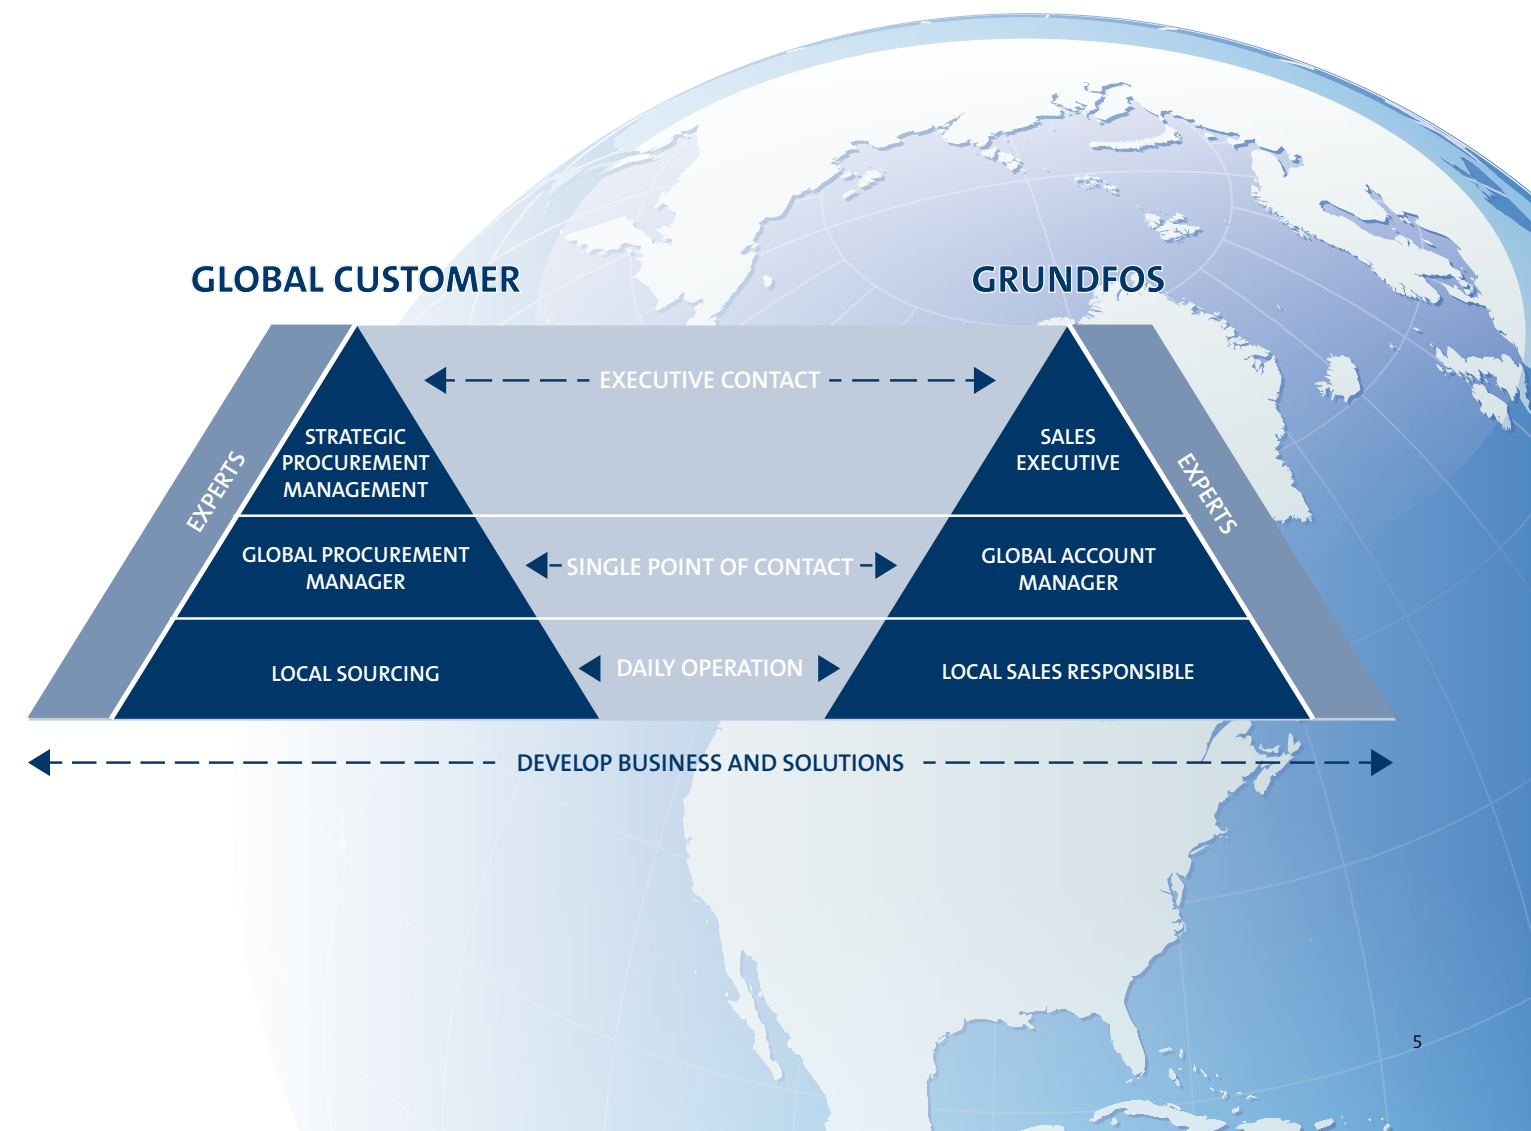 GLOBAL CUSTOMER
GRUNDFOS
EXECUTIVE CONTACT
STRATEGIC
PROCUREMENT
MANAGEMENT
SALES
EXECUTIVE
EXPERTS
EXPERTS
GLOBAL PROCUREMENT
MANAGER
SINGLE POINT OF CONTACT
GLOBAL ACCOUNT
MANAGER
LOCAL SOURCING
DAILY OPERATION
LOCAL SALES RESPONSIBLE
DEVELOP BUSINESS AND SOLUTIONS
5